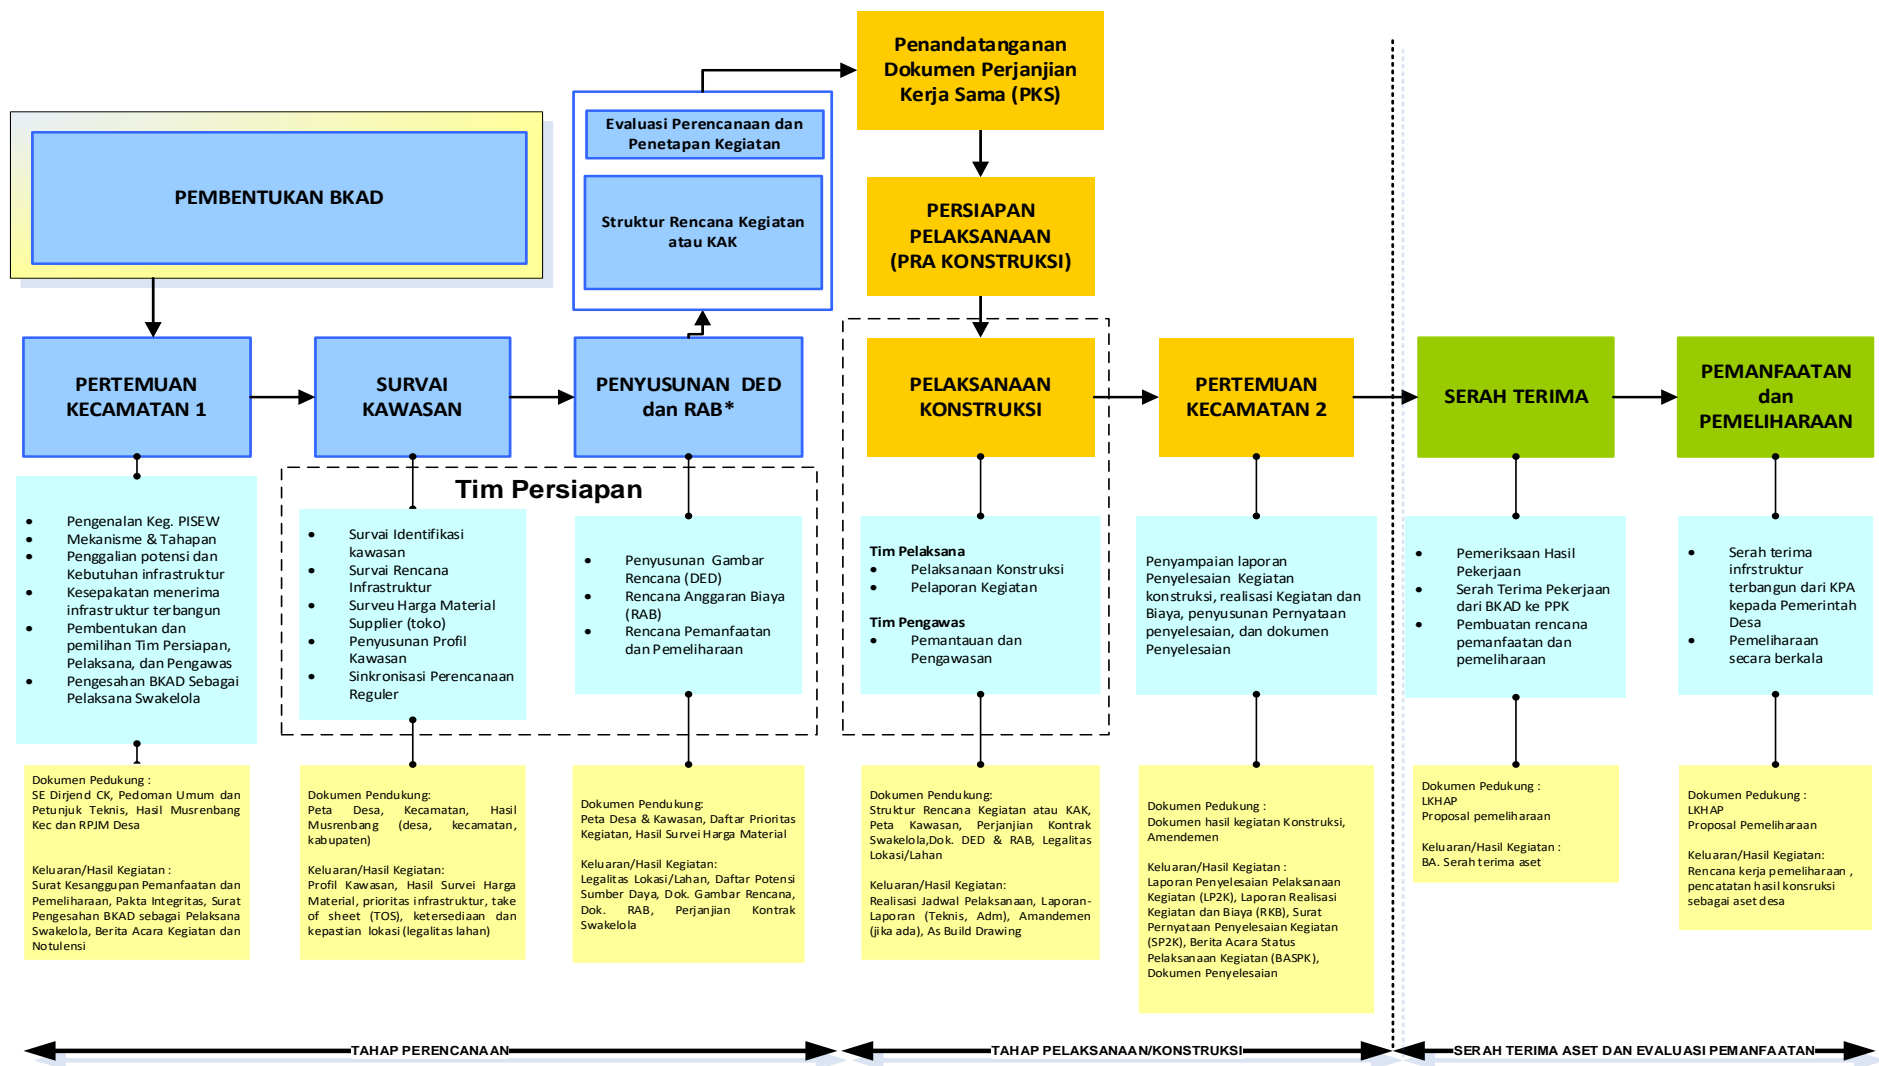 Penandatanganan
Dokumen Perjanjian
Kerja Sama (PKS)
Evaluasi Perencanaan dan
Penetapan Kegiatan
Struktur Rencana Kegiatan
atau KAK
PEMBENTUKAN BKAD
PERSIAPAN
PELAKSANAAN
(PRA KONSTRUKSI)
PERTEMUAN
KECAMATAN 1
SURVAI
KAWASAN
PENYUSUNAN DED
dan RAB*
PELAKSANAAN
KONSTRUKSI
PERTEMUAN
KECAMATAN 2
SERAH TERIMA
PEMANFAATAN
dan
PEMELIHARAAN
Tim Persiapan
• Pengenalan Keg. PISEW
• Mekanisme & Tahapan
• Penggalian potensi dan
Kebutuhan infrastruktur
• Kesepakatan menerima
infrastruktur terbangun
• Pembentukan dan
pemilihan Tim Persiapan,
Pelaksana, dan Pengawas
• Pengesahan BKAD Sebagai
Pelaksana Swakelola
• Survai Identifikasi
kawasan
• Survai Rencana
Infrastruktur
• Surveu Harga Material
Supplier (toko)
• Penyusunan Profil
Kawasan
• Sinkronisasi Perencanaan
Reguler
• Penyusunan Gambar
Rencana (DED)
• Rencana Anggaran Biaya
(RAB)
• Rencana Pemanfaatan
dan Pemeliharaan
Tim Pelaksana
• Pelaksanaan Konstruksi
• Pelaporan Kegiatan
Tim Pengawas
• Pemantauan dan
Pengawasan
Penyampaian laporan
Penyelesaian Kegiatan
konstruksi, realisasi Kegiatan dan
Biaya, penyusunan Pernyataan
penyelesaian, dan dokumen
Penyelesaian
• Pemeriksaan Hasil
Pekerjaan
• Serah Terima Pekerjaan
dari BKAD ke PPK
• Pembuatan rencana
pemanfaatan dan
pemeliharaan
• Serah terima
infrstruktur
terbangun dari KPA
kepada Pemerintah
Desa
• Pemeliharaan
secara berkala
Dokumen Pedukung :
SE Dirjend CK, Pedoman Umum dan
Petunjuk Teknis, Hasil Musrenbang
Kec dan RPJM Desa
Keluaran/Hasil Kegiatan :
Surat Kesanggupan Pemanfaatan dan
Pemeliharaan, Pakta Integritas, Surat
Pengesahan BKAD sebagai Pelaksana
Swakelola, Berita Acara Kegiatan dan
Notulensi
Dokumen Pendukung:
Peta Desa, Kecamatan, Hasil
Musrenbang (desa, kecamatan,
kabupaten)
Keluaran/Hasil Kegiatan:
Profil Kawasan, Hasil Survei Harga
Material, prioritas infrastruktur, take
of sheet (TOS), ketersediaan dan
kepastian lokasi (legalitas lahan)
Dokumen Pendukung:
Peta Desa & Kawasan, Daftar Prioritas
Kegiatan, Hasil Survei Harga Material
Keluaran/Hasil Kegiatan:
Legalitas Lokasi/Lahan, Daftar Potensi
Sumber Daya, Dok. Gambar Rencana,
Dok. RAB, Perjanjian Kontrak
Swakelola
Dokumen Pendukung:
Struktur Rencana Kegiatan atau KAK,
Peta Kawasan, Perjanjian Kontrak
Swakelola,Dok. DED & RAB, Legalitas
Lokasi/Lahan
Keluaran/Hasil Kegiatan:
Realisasi Jadwal Pelaksanaan, Laporan-
Laporan (Teknis, Adm), Amandemen
(jika ada), As Build Drawing
Dokumen Pedukung :
Dokumen hasil kegiatan Konstruksi,
Amendemen
Keluaran/Hasil Kegiatan :
Laporan Penyelesaian Pelaksanaan
Kegiatan (LP2K), Laporan Realisasi
Kegiatan dan Biaya (RKB), Surat
Pernyataan Penyelesaian Kegiatan
(SP2K), Berita Acara Status
Pelaksanaan Kegiatan (BASPK),
Dokumen Penyelesaian
Dokumen Pedukung :
LKHAP
Proposal pemeliharaan
Keluaran/Hasil Kegiatan :
BA. Serah terima aset
Dokumen Pedukung :
LKHAP
Proposal Pemeliharaan
Keluaran/Hasil Kegiatan:
Rencana kerja pemeliharaan ,
pencatatan hasil konsruksi
sebagai aset desa
TAHAP PERENCANAAN
TAHAP PELAKSANAAN/KONSTRUKSI
SERAH TERIMA ASET DAN EVALUASI PEMANFAATAN